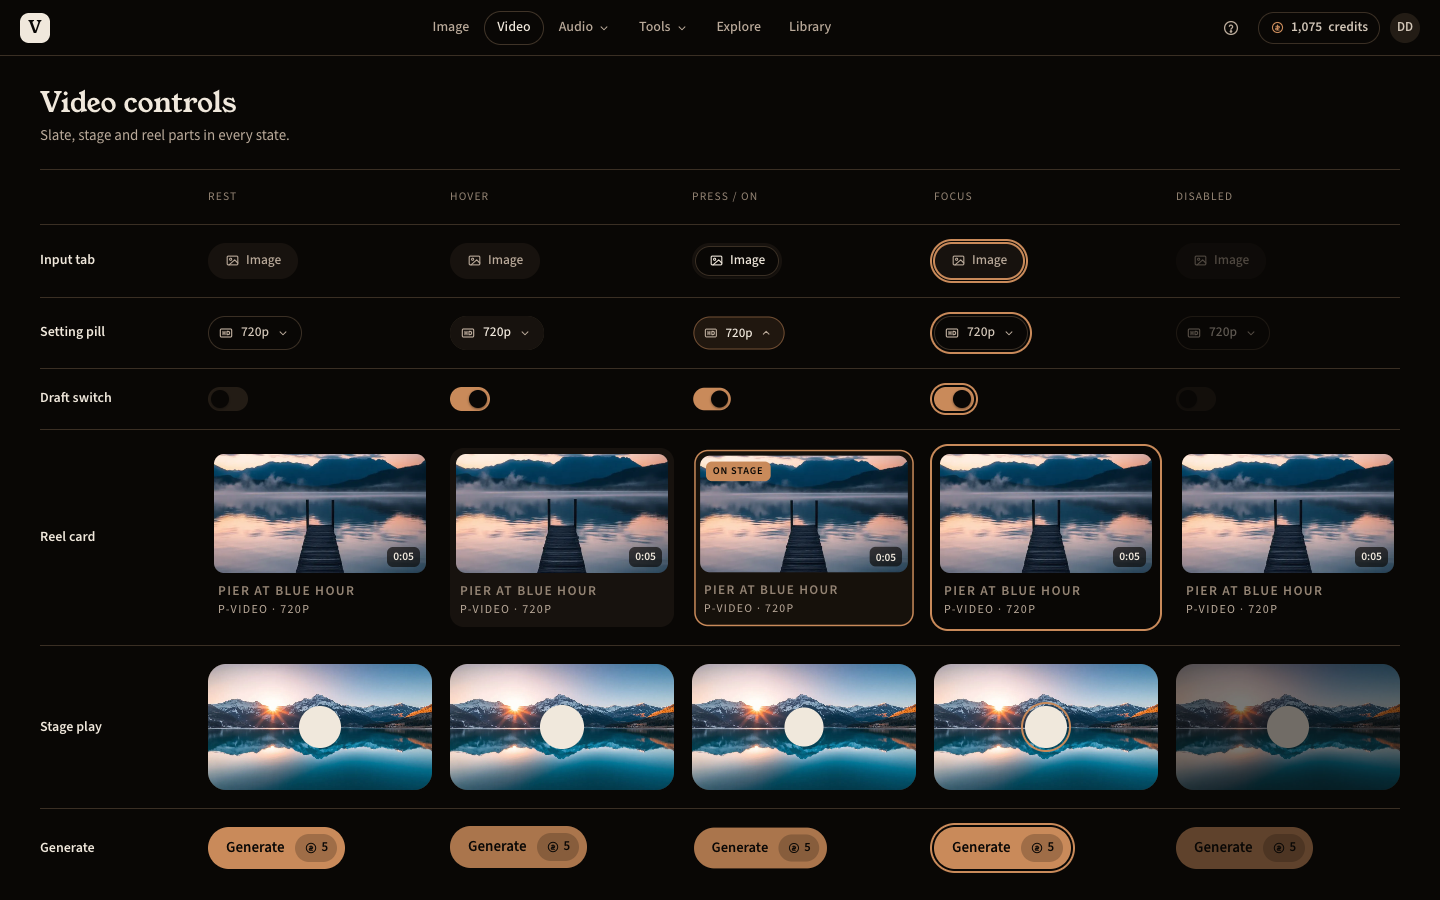 V
Image
Video
Audio
Tools
Explore
Library
1,075 credits
DD
Video controls
Slate, stage and reel parts in every state.
REST
HOVER
PRESS / ON
FOCUS
DISABLED
Input tab
Image
Image
Image
Image
Image
Setting pill
HD 720p
HD 720p
HD 720p
HD 720p
HD 720p
Draft switch
Reel card
0:05
PIER AT BLUE HOUR
P-VIDEO · 720P
0:05
PIER AT BLUE HOUR
P-VIDEO · 720P
ON STAGE
0:05
PIER AT BLUE HOUR
P-VIDEO · 720P
0:05
PIER AT BLUE HOUR
P-VIDEO · 720P
0:05
PIER AT BLUE HOUR
P-VIDEO · 720P
Stage play
Generate
Generate 5
Generate 5
Generate 5
Generate 5
Generate 5